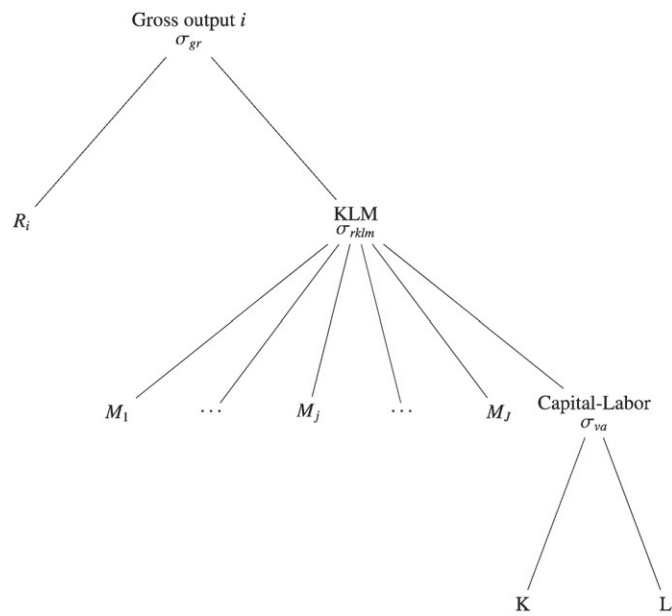 Gross output i
σgr
Ri
KLM
σrklm
M1 ··· Mj ··· MJ Capital-Labor
σva
K L